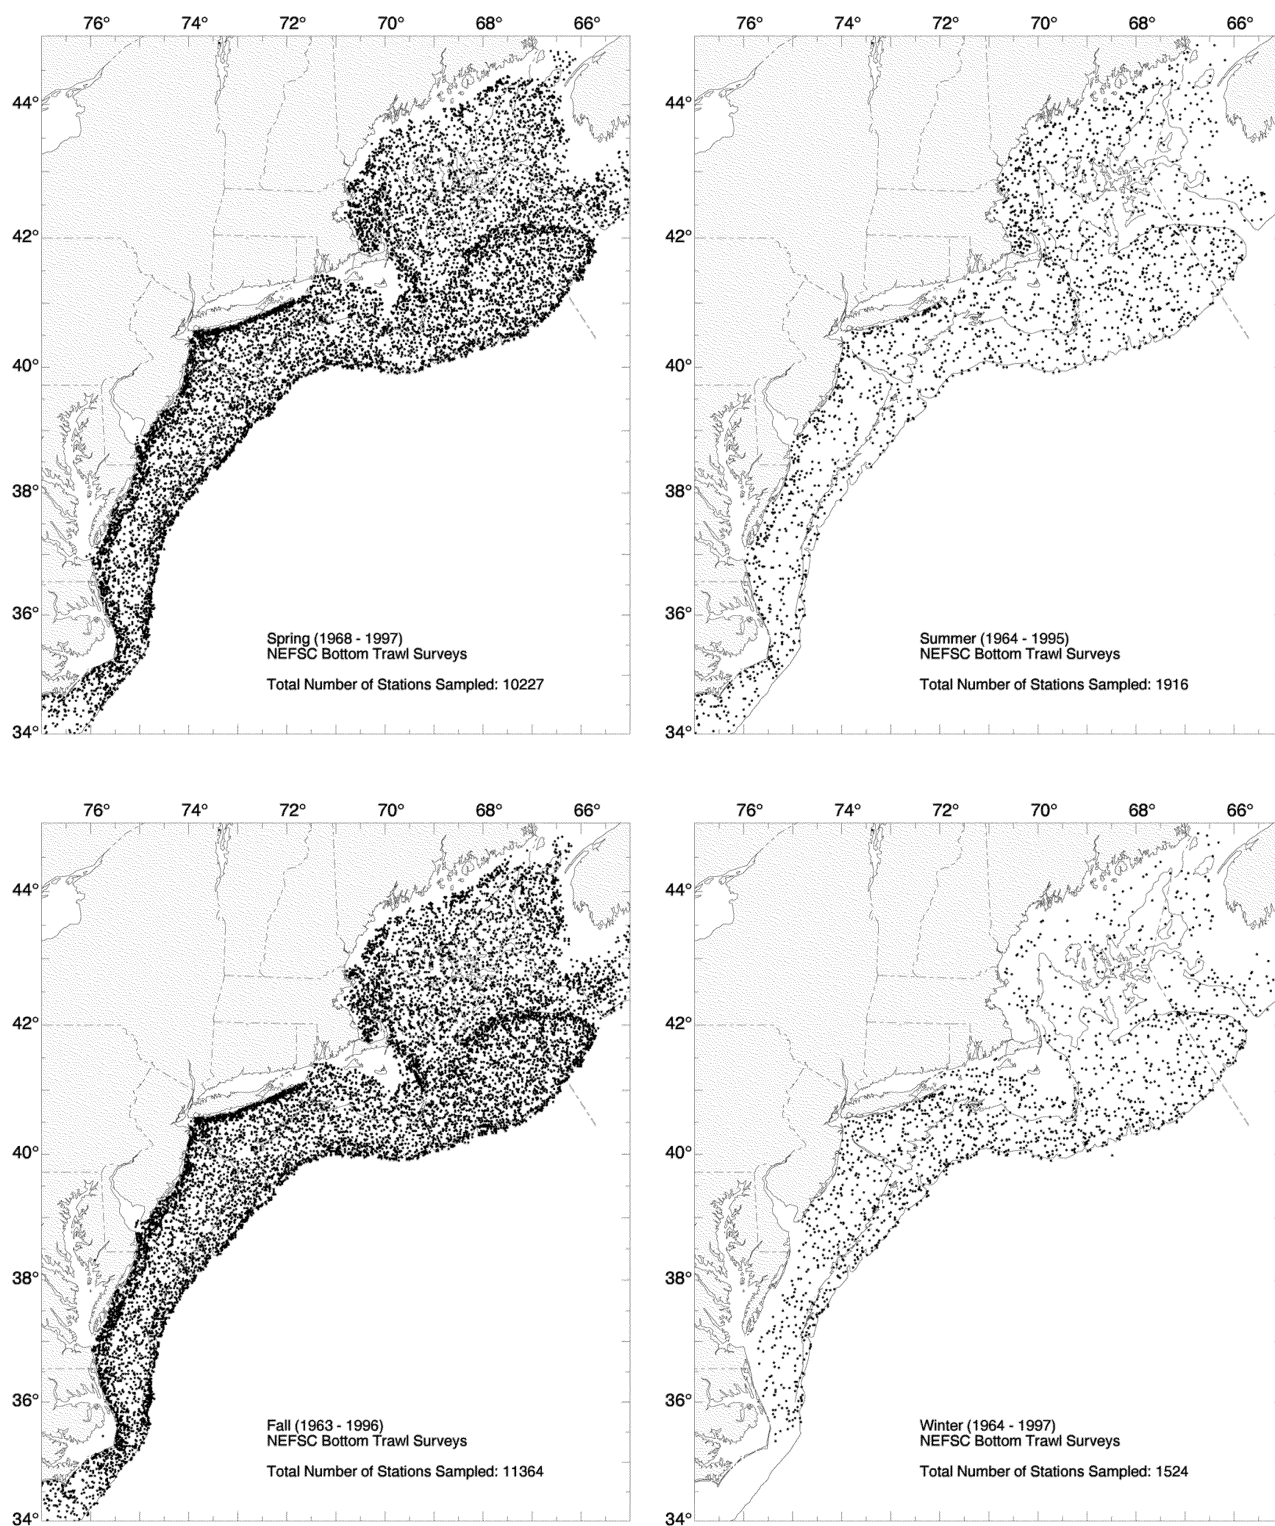 76° 74° 72° 70° 68° 66°
44°
42°
40°
38°
36°
34°
Spring (1968 - 1997)
NEFSC Bottom Trawl Surveys
Total Number of Stations Sampled: 10227
76° 74° 72° 70° 68° 66°
44°
42°
40°
38°
36°
34°
Summer (1964 - 1995)
NEFSC Bottom Trawl Surveys
Total Number of Stations Sampled: 1916
76° 74° 72° 70° 68° 66°
44°
42°
40°
38°
36°
34°
Fall (1963 - 1996)
NEFSC Bottom Trawl Surveys
Total Number of Stations Sampled: 11364
76° 74° 72° 70° 68° 66°
44°
42°
40°
38°
36°
34°
Winter (1964 - 1997)
NEFSC Bottom Trawl Surveys
Total Number of Stations Sampled: 1524